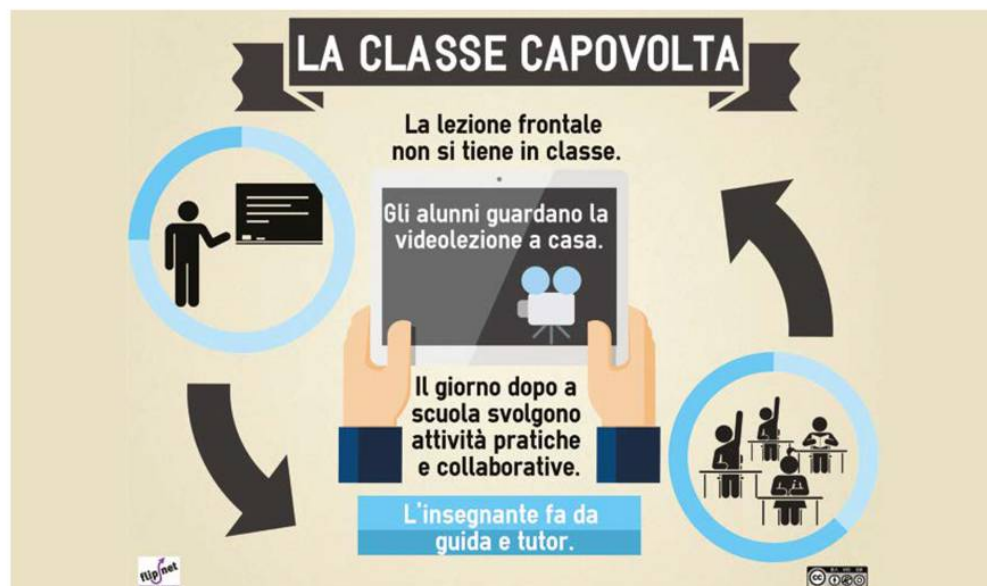 LA CLASSE CAPOVOLTA
La lezione frontale
non si tiene in classe.
Gli alunni guardano la
videolezione a casa.
Il giorno dopo a
scuola svolgono
attività pratiche
e collaborative.
L'insegnante fa da
guida e tutor.
flipnet
cc